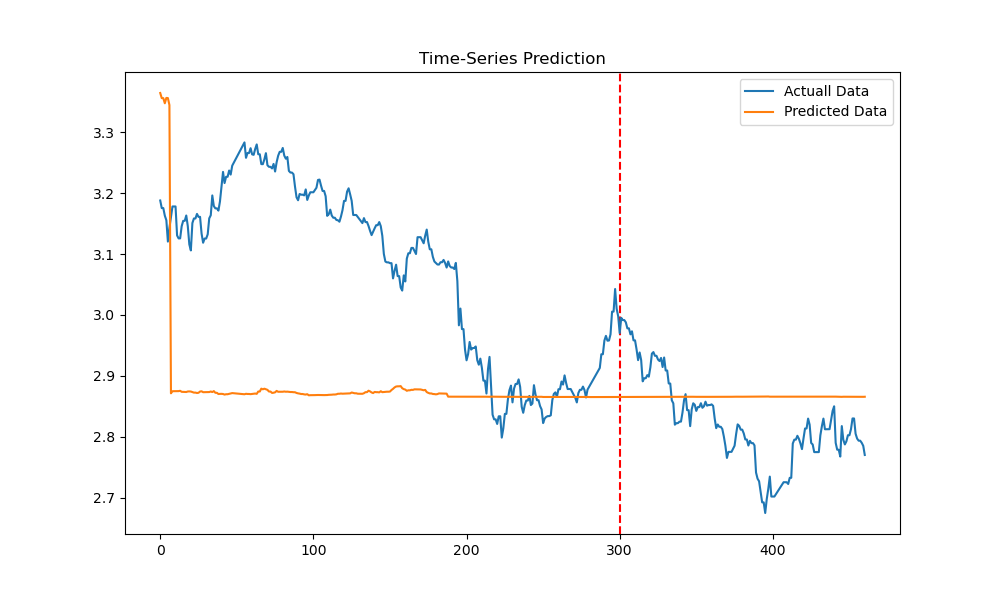 Time-Series Prediction
Actuall Data
Predicted Data
3.3
3.2
3.1
3.0
2.9
2.8
2.7
0 100 200 300 400